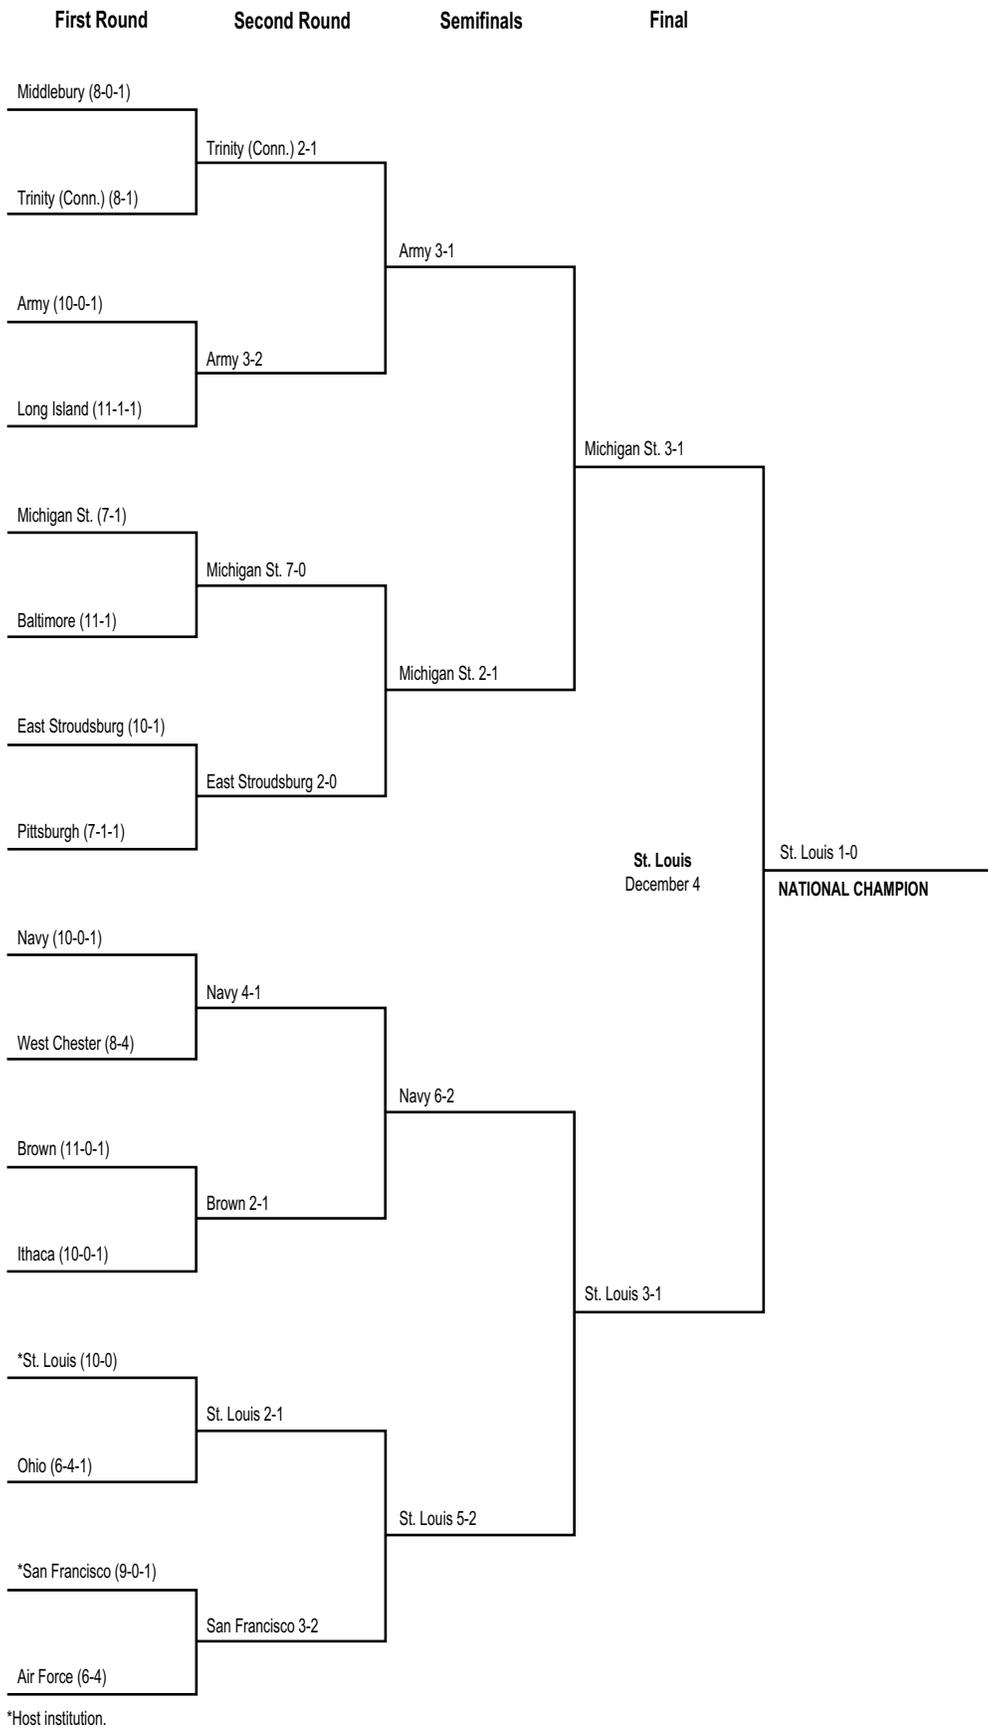 First Round
Second Round
Semifinals
Final
Middlebury (8-0-1)
Trinity (Conn.) 2-1
Trinity (Conn.) (8-1)
Army 3-1
Army (10-0-1)
Army 3-2
Long Island (11-1-1)
Michigan St. 3-1
Michigan St. (7-1)
Michigan St. 7-0
Baltimore (11-1)
Michigan St. 2-1
East Stroudsburg (10-1)
East Stroudsburg 2-0
Pittsburgh (7-1-1)
St. Louis
December 4
St. Louis 1-0
NATIONAL CHAMPION
Navy (10-0-1)
Navy 4-1
West Chester (8-4)
Navy 6-2
Brown (11-0-1)
Brown 2-1
Ithaca (10-0-1)
St. Louis 3-1
*St. Louis (10-0)
St. Louis 2-1
Ohio (6-4-1)
St. Louis 5-2
*San Francisco (9-0-1)
San Francisco 3-2
Air Force (6-4)
*Host institution.